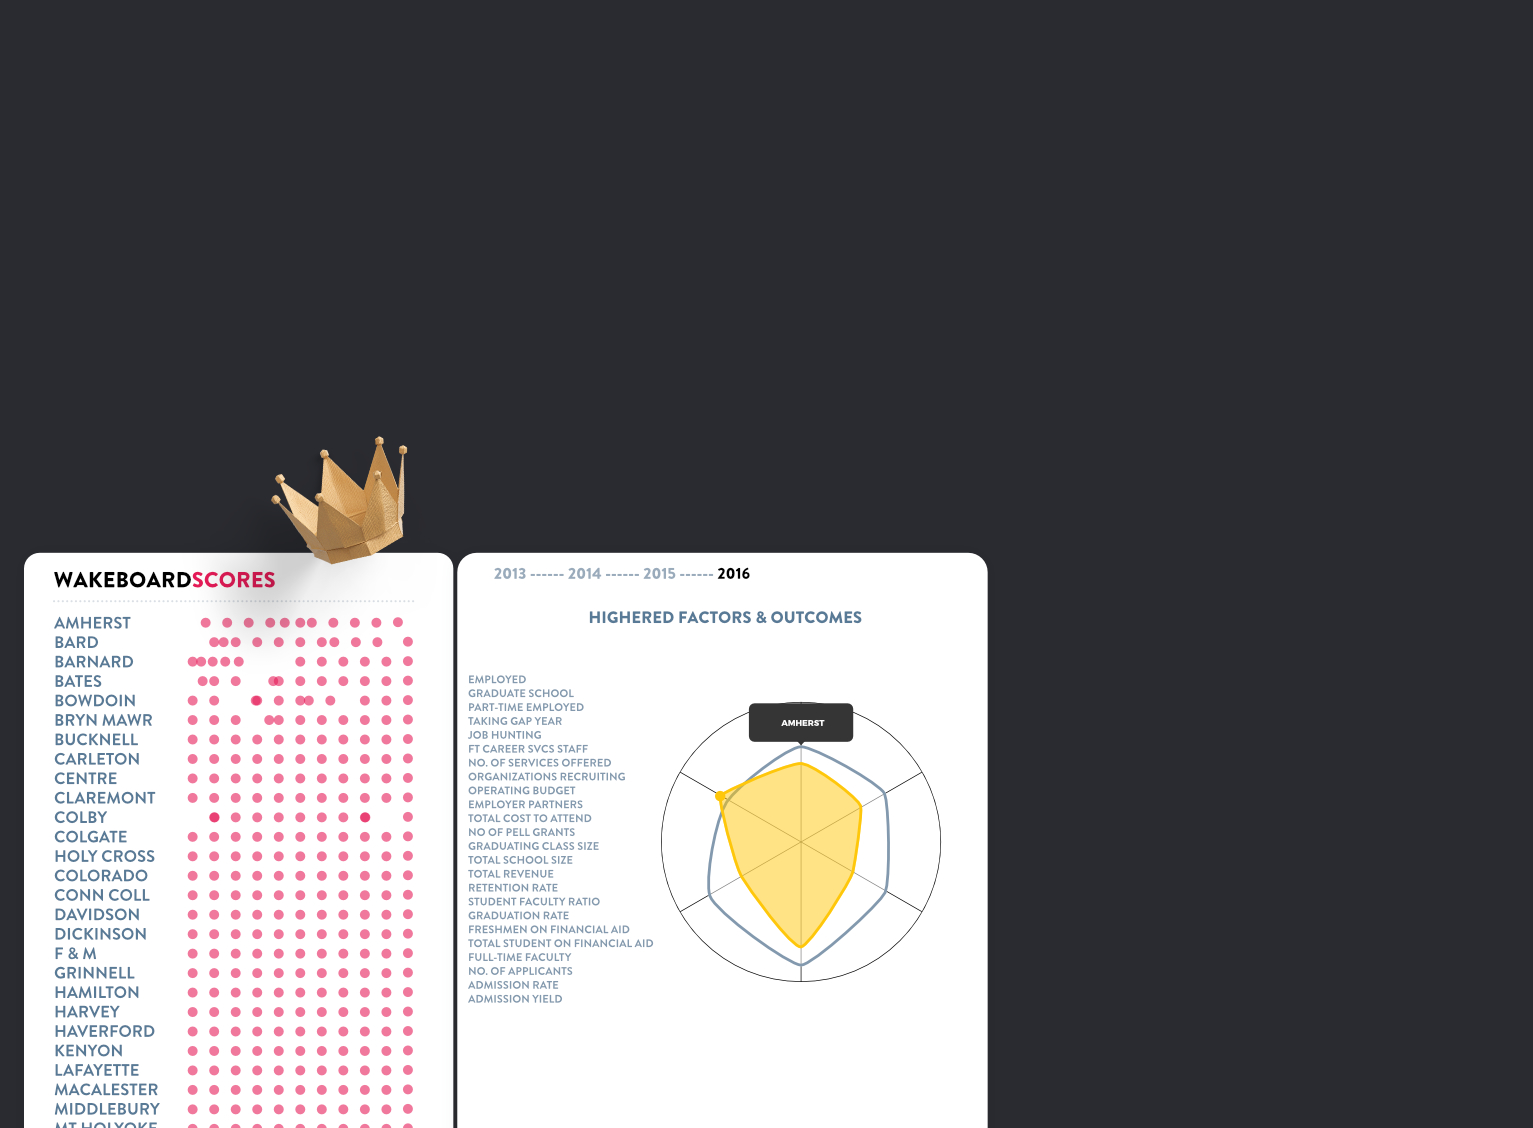 WAKEBOARDSCORES
AMHERST
BARD
BARNARD
BATES
BOWDOIN
BRYN MAWR
BUCKNELL
CARLETON
CENTRE
CLAREMONT
COLBY
COLGATE
HOLY CROSS
COLORADO
CONN COLL
DAVIDSON
DICKINSON
F & M
GRINNELL
HAMILTON
HARVEY
HAVERFORD
KENYON
LAFAYETTE
MACALESTER
MIDDLEBURY
MT HOLYOKE
2013 ------ 2014 ------ 2015 ------ 2016
HIGHERED FACTORS & OUTCOMES
EMPLOYED
GRADUATE SCHOOL
PART-TIME EMPLOYED
TAKING GAP YEAR
JOB HUNTING
FT CAREER SVCS STAFF
NO. OF SERVICES OFFERED
ORGANIZATIONS RECRUITING
OPERATING BUDGET
EMPLOYER PARTNERS
TOTAL COST TO ATTEND
NO OF PELL GRANTS
GRADUATING CLASS SIZE
TOTAL SCHOOL SIZE
TOTAL REVENUE
RETENTION RATE
STUDENT FACULTY RATIO
GRADUATION RATE
FRESHMEN ON FINANCIAL AID
TOTAL STUDENT ON FINANCIAL AID
FULL-TIME FACULTY
NO. OF APPLICANTS
ADMISSION RATE
ADMISSION YIELD
AMHERST